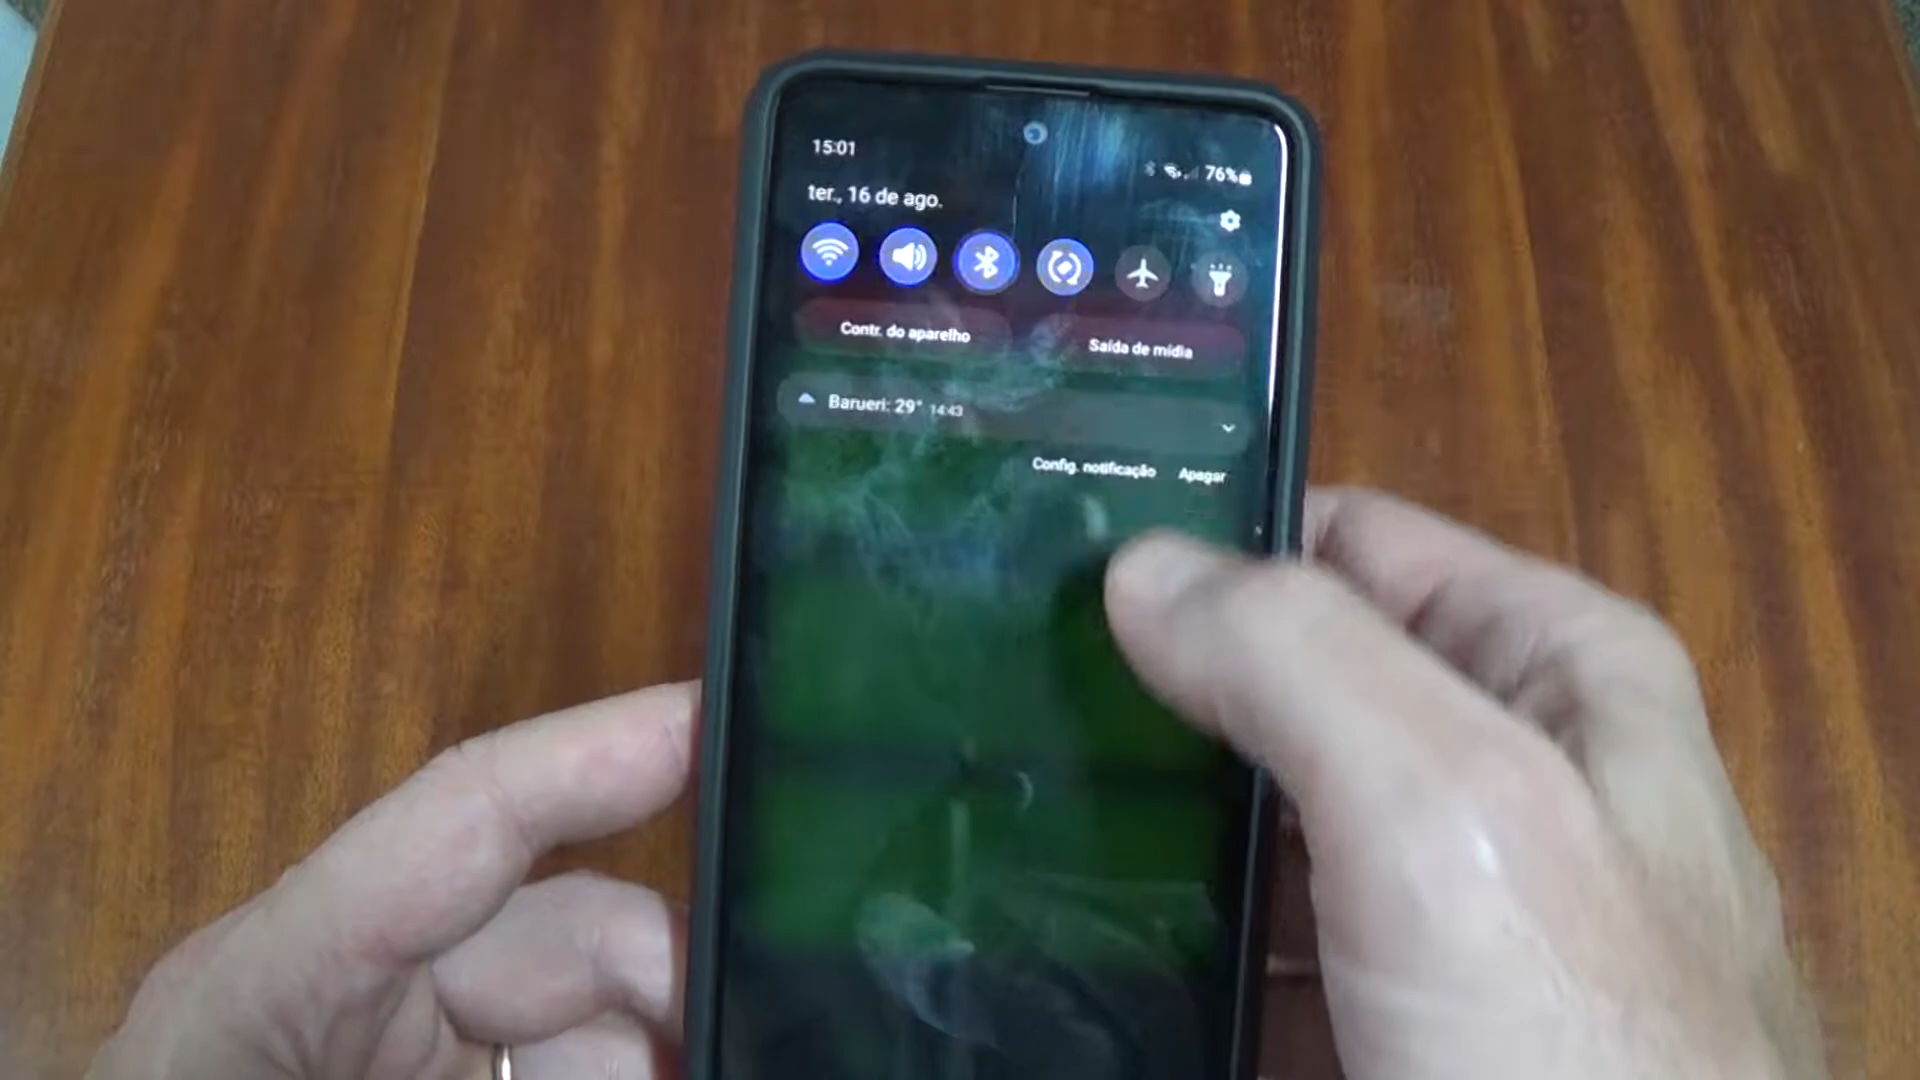 15:01
76%
ter., 16 de ago.
Contr. do aparelho
Saída de mídia
Barueri: 29° 14:43
Config. notificação Apagar